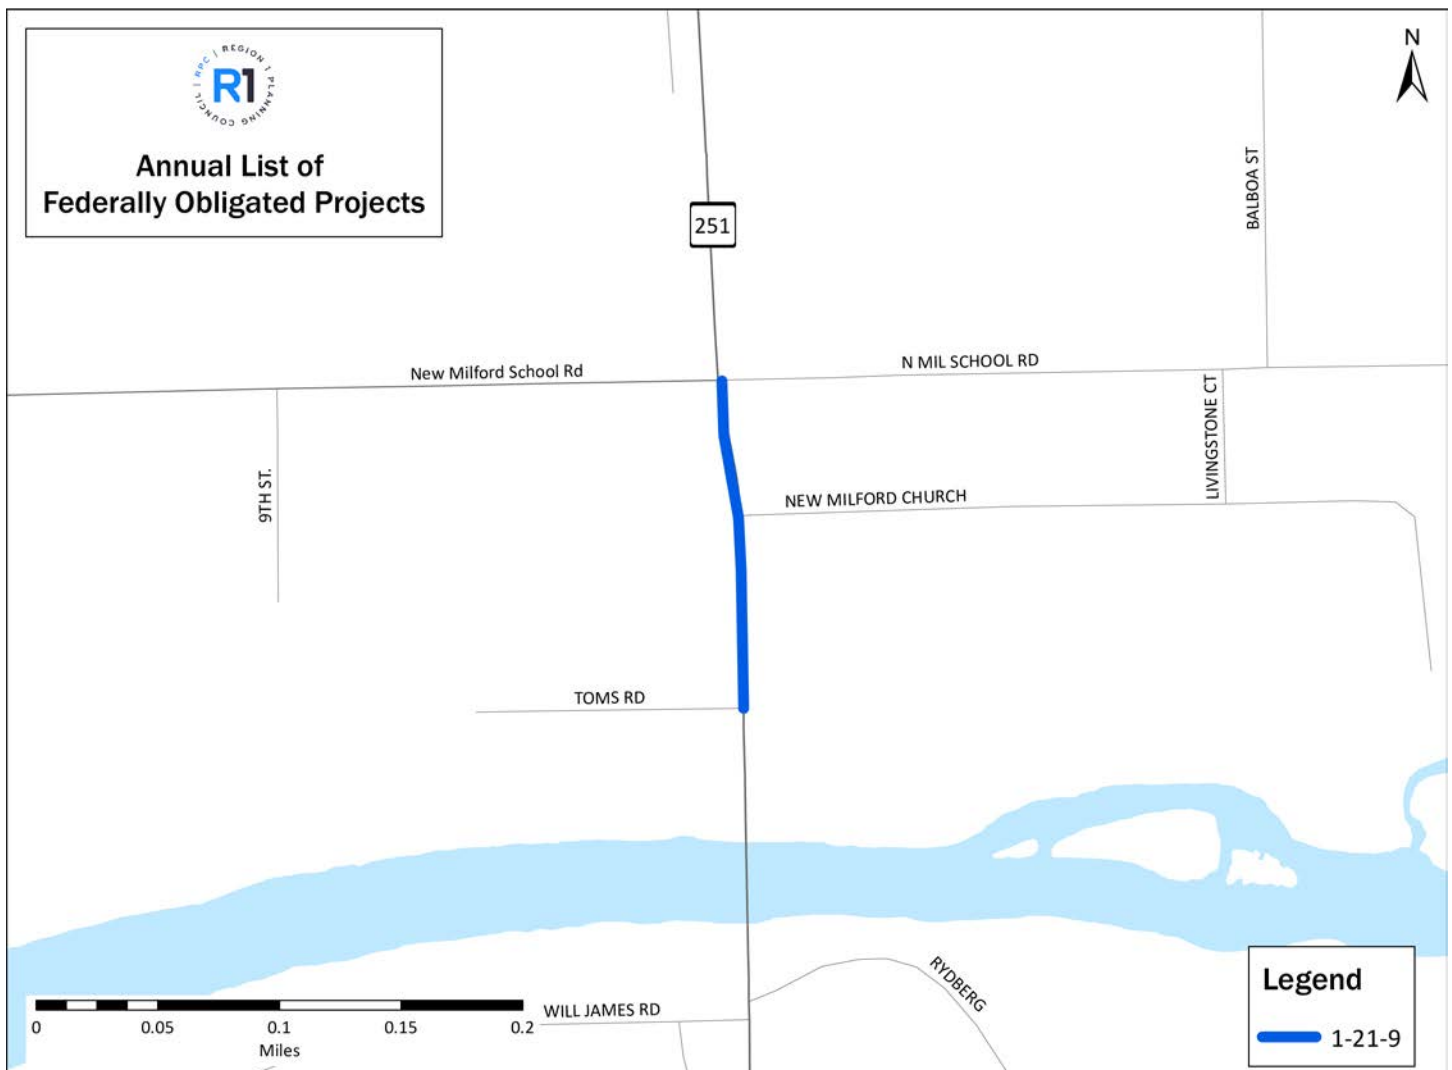 RPC | REGION 1 PLANNING COUNCIL |
R1
Annual List of
Federally Obligated Projects
N
BALBOA ST
251
New Milford School Rd
N MIL SCHOOL RD
LIVINGSTONE CT
9TH ST.
NEW MILFORD CHURCH
TOMS RD
RYDBERG
WILL JAMES RD
0 0.05 0.1 0.15 0.2
Miles
Legend
1-21-9